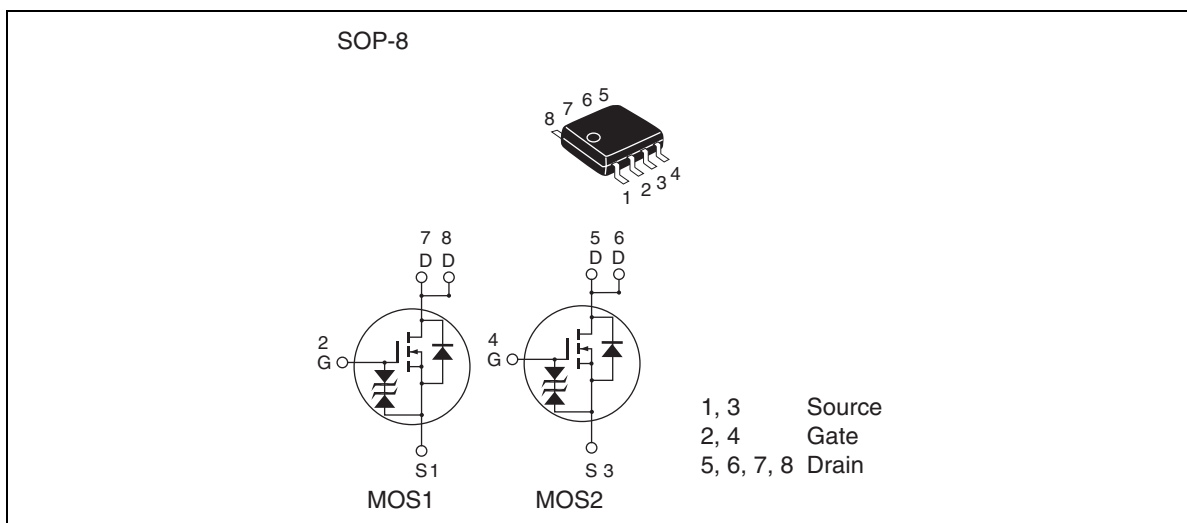 SOP-8
8 7 6 5
1 2 3 4
7 8
D D
5 6
D D
2
G
4
G
S 1
S 3
MOS1
MOS2
1, 3 Source
2, 4 Gate
5, 6, 7, 8 Drain